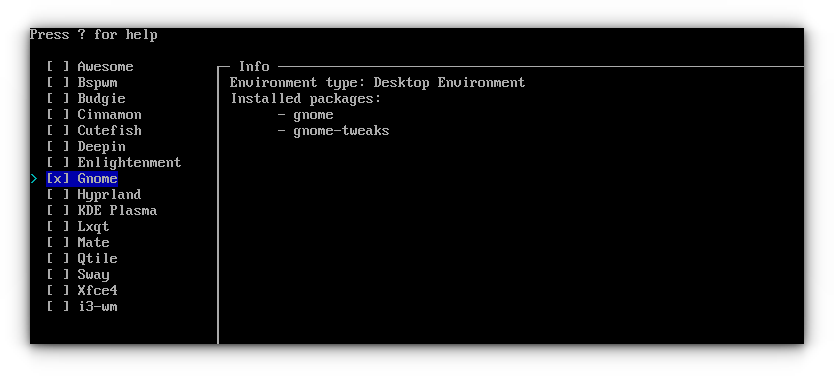 Press ? for help
[ ] Awesome
[ ] Bspwm
[ ] Budgie
[ ] Cinnamon
[ ] Cutefish
[ ] Deepin
[ ] Enlightenment
> [x] Gnome
[ ] Hyprland
[ ] KDE Plasma
[ ] Lxqt
[ ] Mate
[ ] Qtile
[ ] Sway
[ ] Xfce4
[ ] i3-wm
Info
Environment type: Desktop Environment
Installed packages:
- gnome
- gnome-tweaks